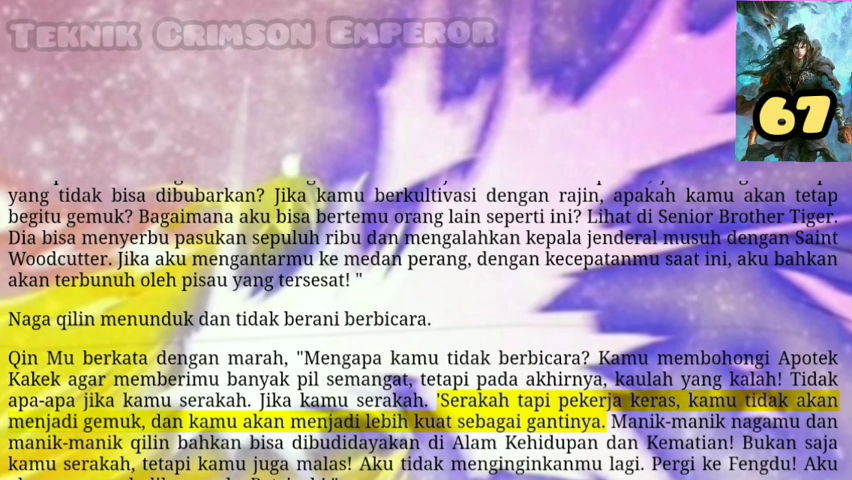 Teknik Crimson Emperor
67
yang tidak bisa dibubarkan? Jika kamu berkultivasi dengan rajin, apakah kamu akan tetap
begitu gemuk? Bagaimana aku bisa bertemu orang lain seperti ini? Lihat di Senior Brother Tiger.
Dia bisa menyerbu pasukan sepuluh ribu dan mengalahkan kepala jenderal musuh dengan Saint
Woodcutter. Jika aku mengantarmu ke medan perang, dengan kecepatanmu saat ini, aku bahkan
akan terbunuh oleh pisau yang tersesat! "
Naga qilin menunduk dan tidak berani berbicara.
Qin Mu berkata dengan marah, "Mengapa kamu tidak berbicara? Kamu membohongi Apotek
Kakek agar memberimu banyak pil semangat, tetapi pada akhirnya, kaulah yang kalah! Tidak
apa-apa jika kamu serakah. Jika kamu serakah. 'Serakah tapi pekerja keras, kamu tidak akan
menjadi gemuk, dan kamu akan menjadi lebih kuat sebagai gantinya. Manik-manik nagamu dan
manik-manik qilin bahkan bisa dibudidayakan di Alam Kehidupan dan Kematian! Bukan saja
kamu serakah, tetapi kamu juga malas! Aku tidak menginginkanmu lagi. Pergi ke Fengdu! Aku